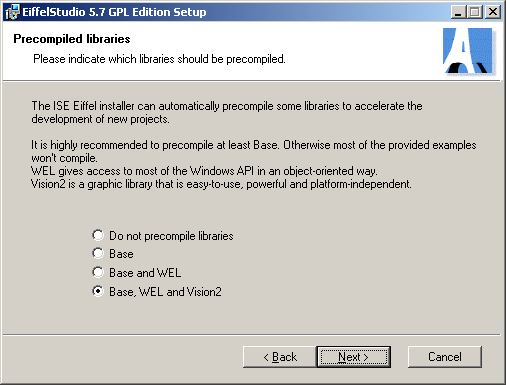 EiffelStudio 5.7 GPL Edition Setup
Precompiled libraries
Please indicate which libraries should be precompiled.
The ISE Eiffel installer can automatically precompile some libraries to accelerate the
development of new projects.
It is highly recommended to precompile at least Base. Otherwise most of the provided examples
won't compile.
WEL gives access to most of the Windows API in an object-oriented way.
Vision2 is a graphic library that is easy-to-use, powerful and platform-independent.
Do not precompile libraries
Base
Base and WEL
Base, WEL and Vision2
< Back
Next >
Cancel